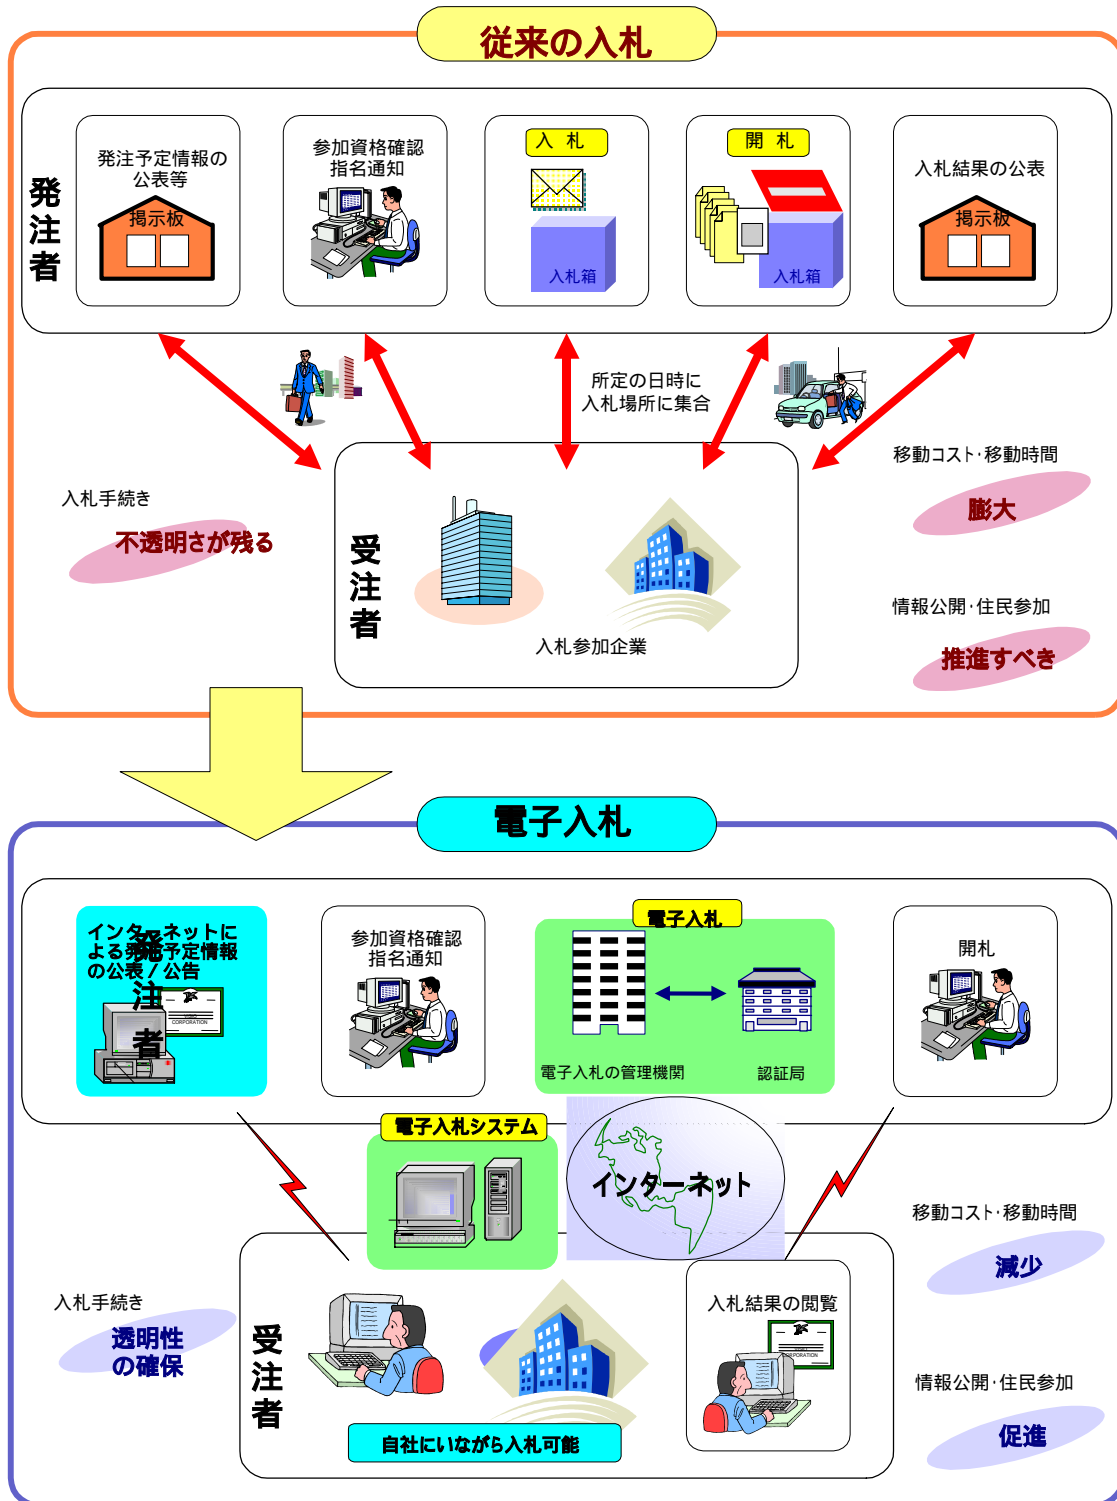 従来の入札
発注者
発注予定情報の
公表等
掲示板
参加資格確認
指名通知
入 札
入札箱
開 札
入札箱
入札結果の公表
掲示板
所定の日時に
入札場所に集合
移動コスト・移動時間
膨大
入札手続き
不透明さが残る
受注者
入札参加企業
情報公開・住民参加
推進すべき
電子入札
発注者
インターネットに
よる発注予定情報
の公表/公告
CORPORATION
参加資格確認
指名通知
電子入札
電子入札の管理機関
認証局
開札
電子入札システム
インターネット
移動コスト・移動時間
減少
入札手続き
透明性
の確保
受注者
自社にいながら入札可能
入札結果の閲覧
CORPORATION
情報公開・住民参加
促進